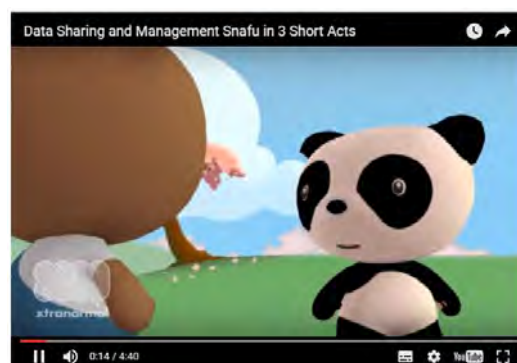 Data Sharing and Management Snafu in 3 Short Acts
xtranormal
0:14 / 4:40
YouTube